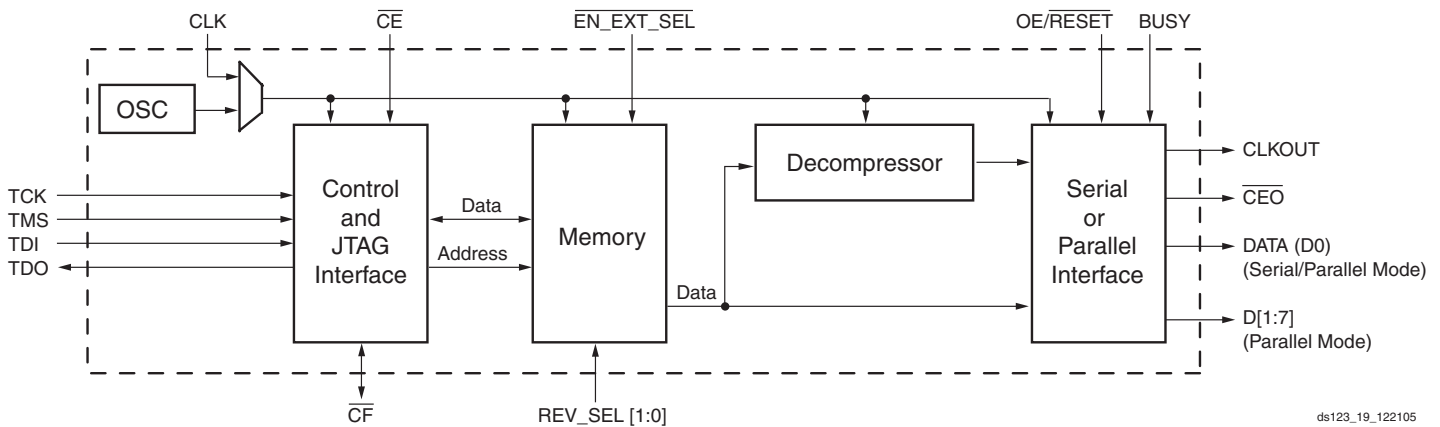 CLK
CE
EN_EXT_SEL
OE/RESET
BUSY
OSC
Control
and
JTAG
Interface
Memory
Decompressor
Serial
or
Parallel
Interface
TCK
TMS
TDI
TDO
Data
Address
Data
CLKOUT
CEO
DATA (D0)
(Serial/Parallel Mode)
D[1:7]
(Parallel Mode)
CF
REV_SEL [1:0]
ds123_19_122105